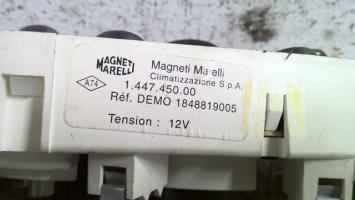 MAGNETI
MARELLI
A74
Magneti Marelli
Climatizzazione S.p.A.
1.447.450.00
Réf. DEMO 1848819005
Tension : 12V